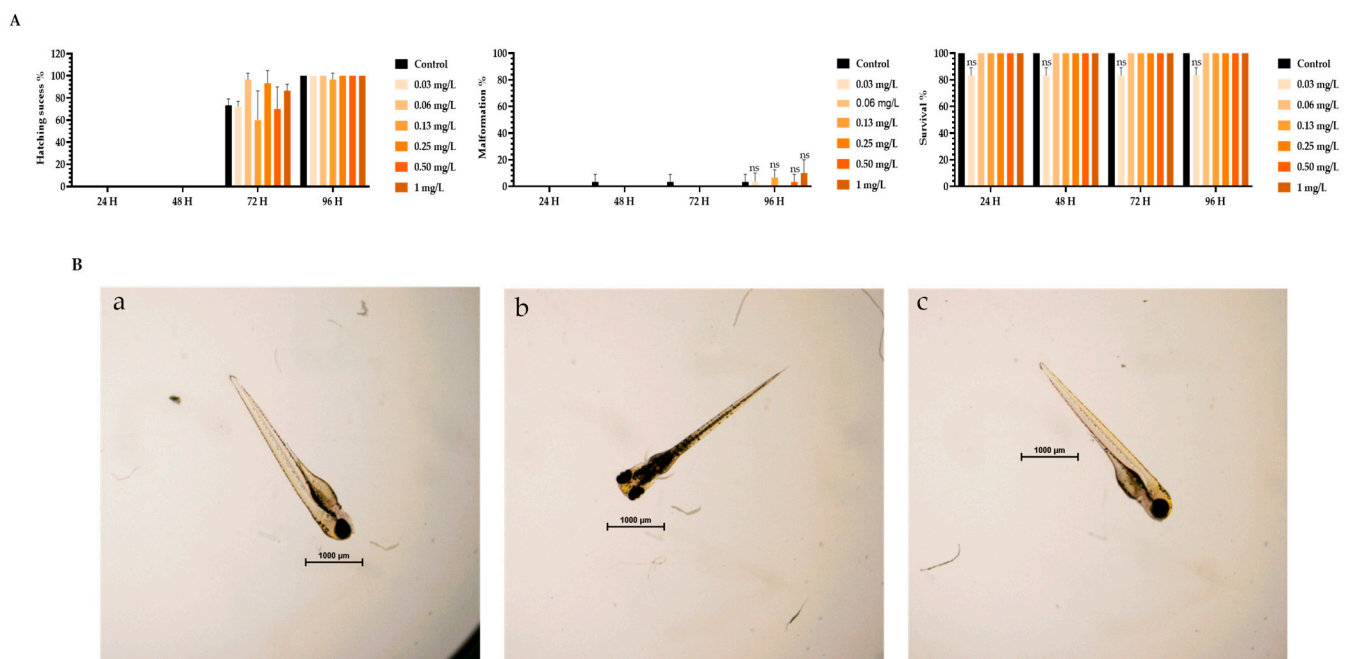 A
Hatching sucess %
120
100
80
60
40
20
0
24 H 48 H 72 H 96 H
Control
0.03 mg/L
0.06 mg/L
0.13 mg/L
0.25 mg/L
0.50 mg/L
1 mg/L
Malformation %
100
80
60
40
20
0
ns ns ns ns
24 H 48 H 72 H 96 H
Control
0.03 mg/L
0.06 mg/L
0.13 mg/L
0.25 mg/L
0.50 mg/L
1 mg/L
Survival %
100
80
60
40
20
0
ns ns ns ns
24 H 48 H 72 H 96 H
Control
0.03 mg/L
0.06 mg/L
0.13 mg/L
0.25 mg/L
0.50 mg/L
1 mg/L
B
a
1000 µm
b
1000 µm
c
1000 µm